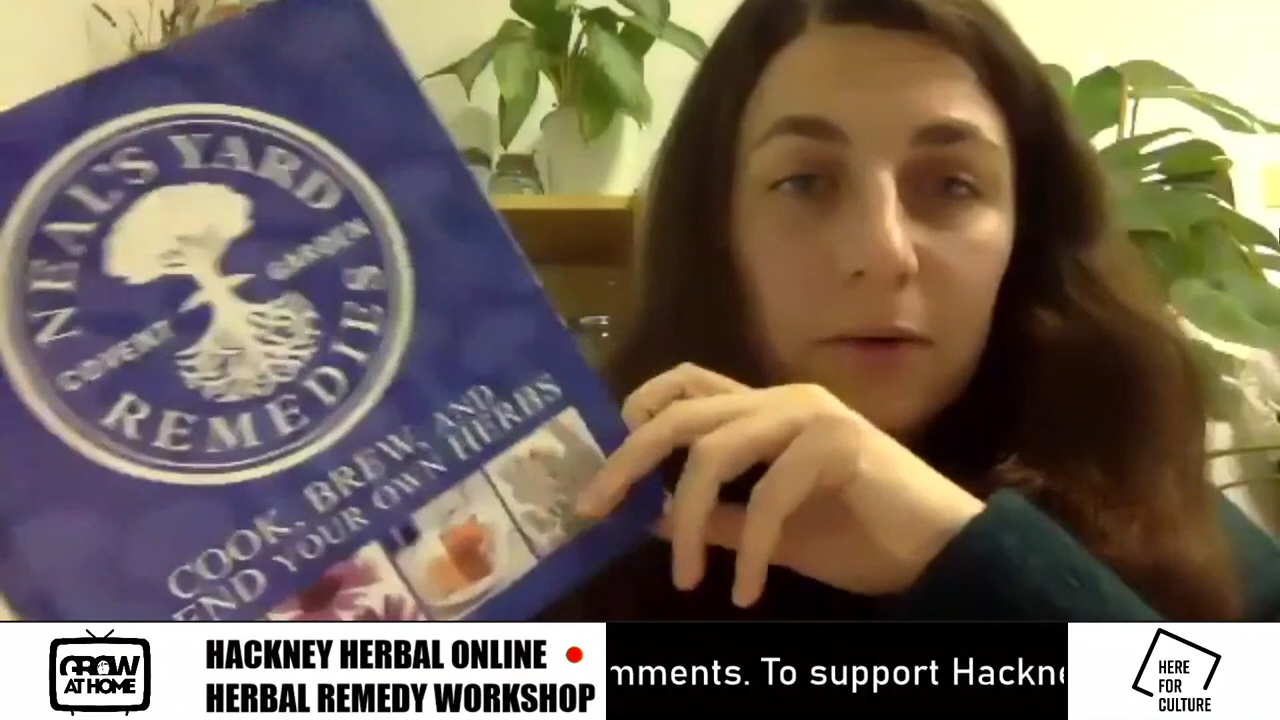 NEAL'S YARD
COVENT GARDEN
REMEDIES
COOK, BREW, AND
END YOUR OWN HERBS
GROW
AT HOME
HACKNEY HERBAL ONLINE
HERBAL REMEDY WORKSHOP
mments. To support Hackne
HERE
FOR
CULTURE